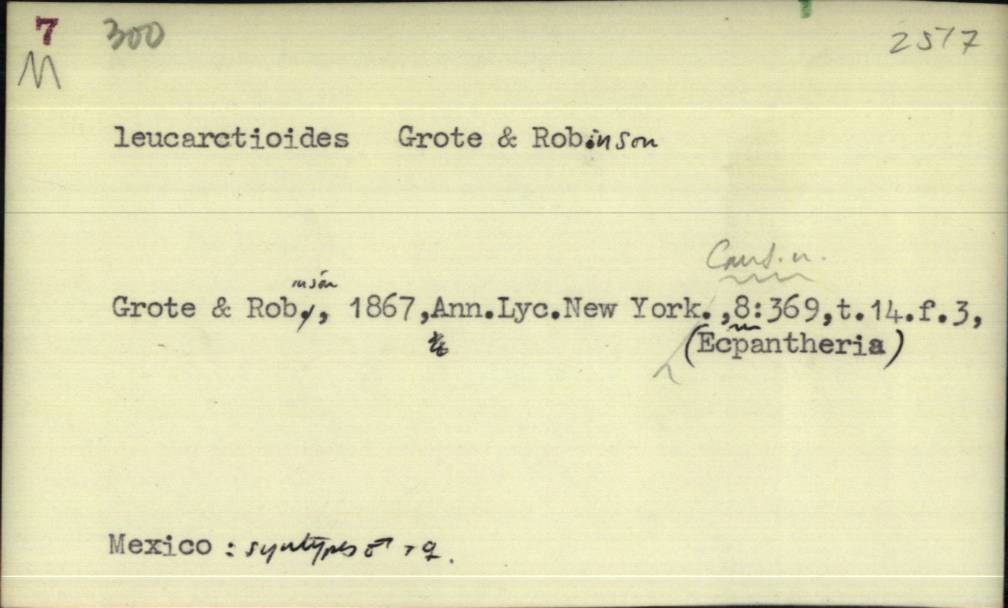 7 300 2517
M
leucarctioides Grote & Robinson
Grote & Robinson, 1867,Ann.Lyc.New York.,8:369,t.14.f.3,
(Ecpantheria)
Mexico : syntypes ♂ + ♀.